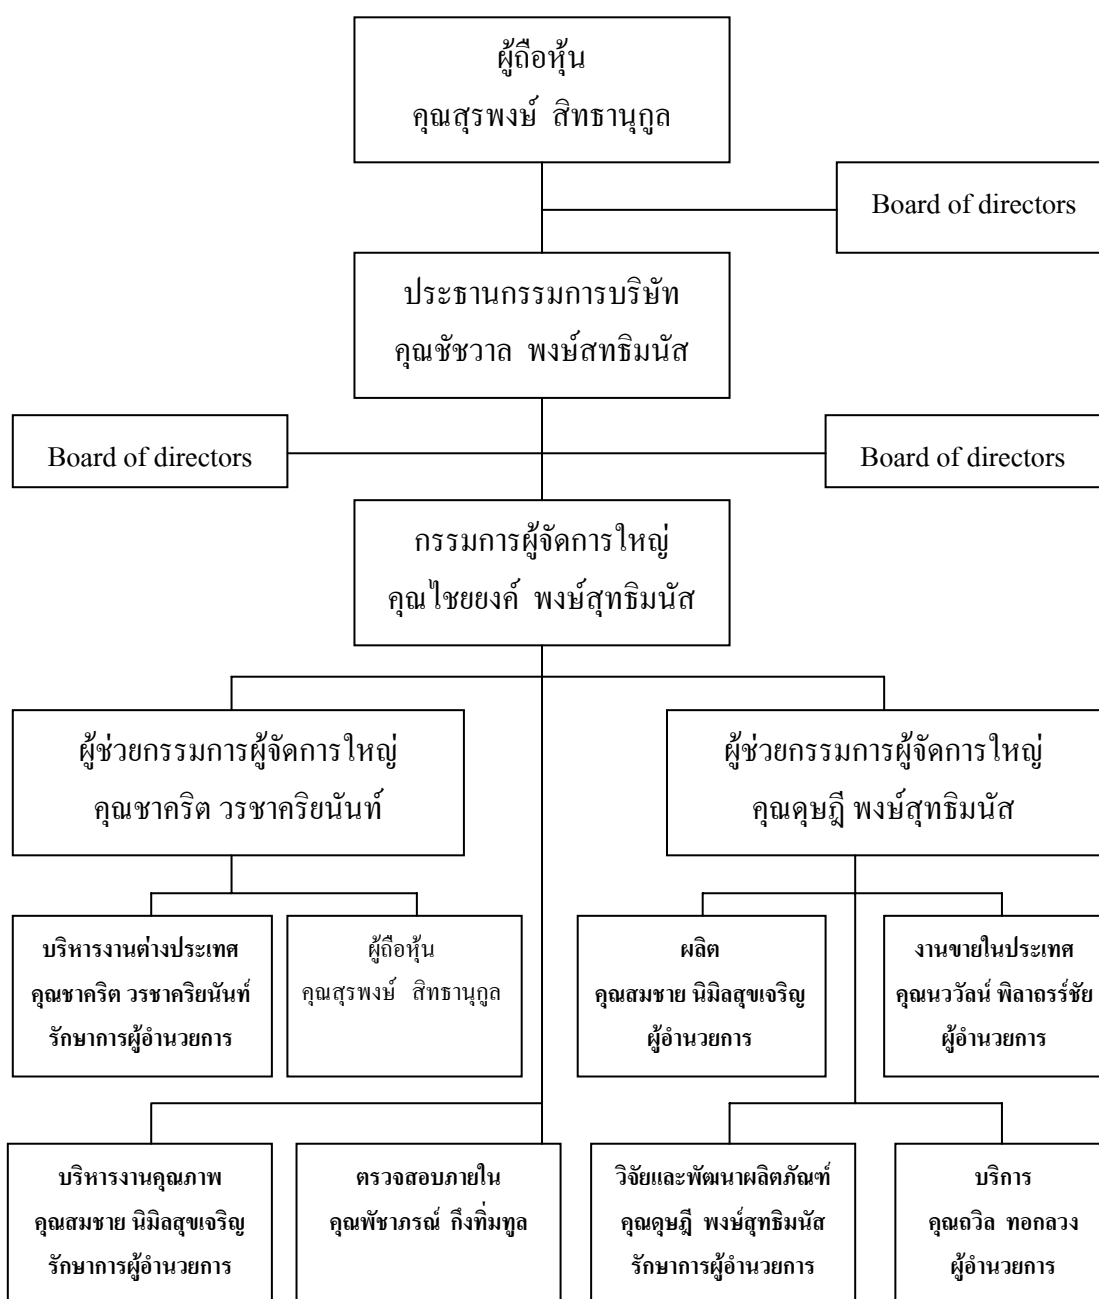 ผู้ถือหุ้น
คุณสุรพงษ์ สิทธานุกูล
Board of directors
ประธานกรรมการบริษัท
คุณชัชวาล พงษ์สทธิมนัส
Board of directors
Board of directors
กรรมการผู้จัดการใหญ่
คุณไชยยงค์ พงษ์สุทธิมนัส
ผู้ช่วยกรรมการผู้จัดการใหญ่
คุณชาคริต วรชาคริยนันท์
ผู้ช่วยกรรมการผู้จัดการใหญ่
คุณดุษฎี พงษ์สุทธิมนัส
บริหารงานต่างประเทศ
คุณชาคริต วรชาคริยนันท์
รักษาการผู้อำนวยการ
ผู้ถือหุ้น
คุณสุรพงษ์ สิทธานุกูล
ผลิต
คุณสมชาย นิมิลสุขเจริญ
ผู้อำนวยการ
งานขายในประเทศ
คุณนววัลน์ พิลาถรร์ชัย
ผู้อำนวยการ
บริหารงานคุณภาพ
คุณสมชาย นิมิลสุขเจริญ
รักษาการผู้อำนวยการ
ตรวจสอบภายใน
คุณพัชาภรณ์ กึงทิ่มทูล
วิจัยและพัฒนาผลิตภัณฑ์
คุณดุษฎี พงษ์สุทธิมนัส
รักษาการผู้อำนวยการ
บริการ
คุณถวิล ทอกลวง
ผู้อำนวยการ